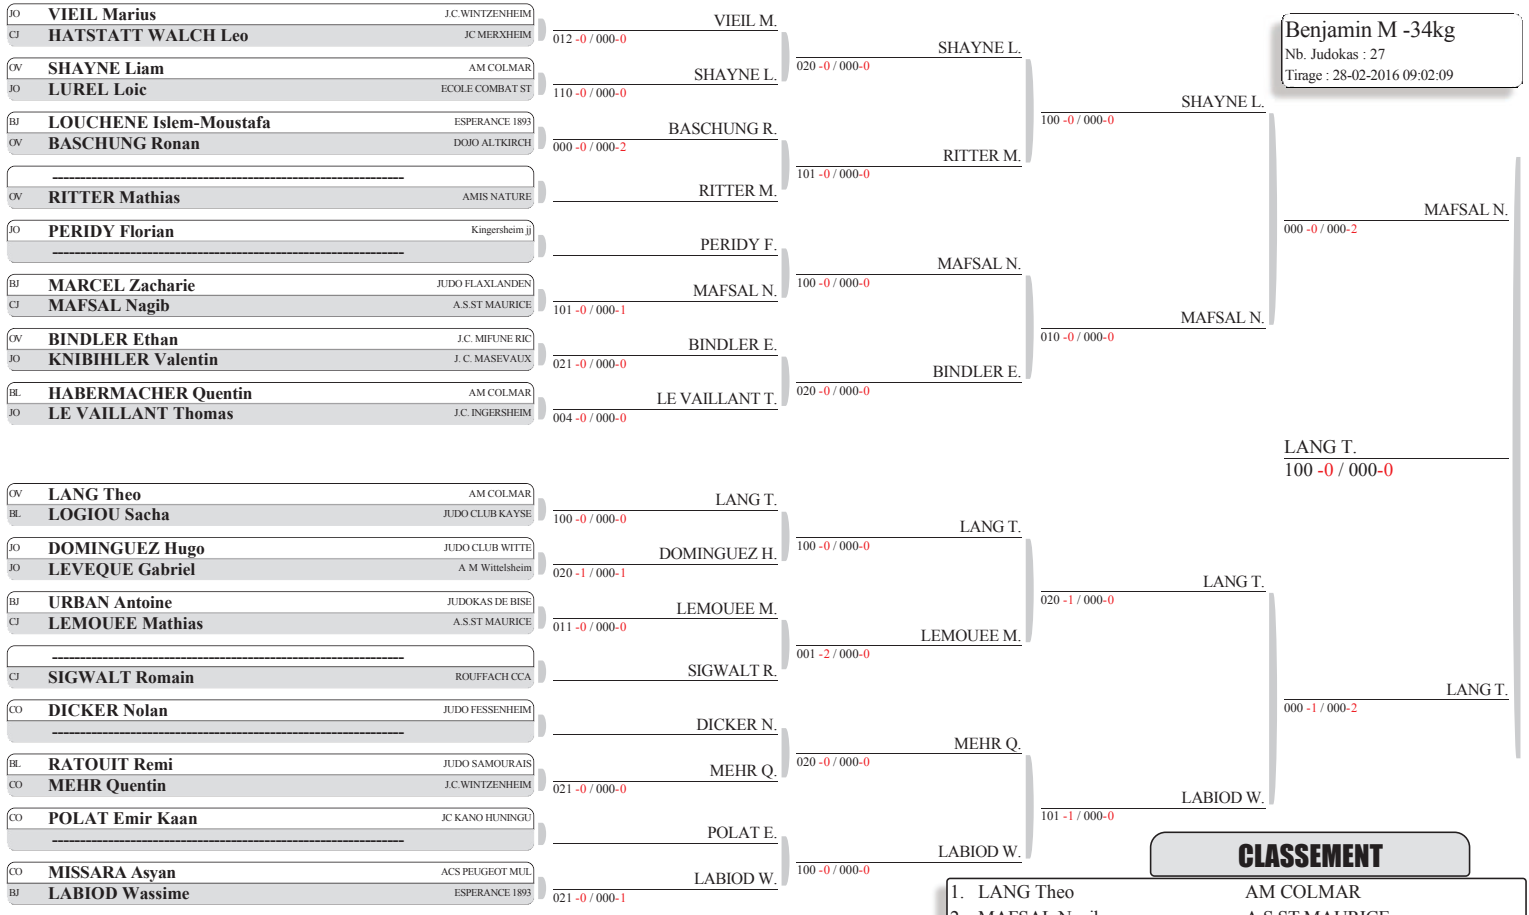 Benjamin M -34kg
Nb. Judokas : 27
Tirage : 28-02-2016 09:02:09
JO VIEIL Marius J.C.WINTZENHEIM
CJ HATSTATT WALCH Leo JC MERXHEIM
OV SHAYNE Liam AM COLMAR
JO LUREL Loic ECOLE COMBAT ST
BJ LOUCHENE Islem-Moustafa ESPERANCE 1893
OV BASCHUNG Ronan DOJO ALTKIRCH
----------------------------------------------------------------
OV RITTER Mathias AMIS NATURE
JO PERIDY Florian Kingersheim jj
----------------------------------------------------------------
BJ MARCEL Zacharie JUDO FLAXLANDEN
CJ MAFSAL Nagib A.S.ST MAURICE
OV BINDLER Ethan J.C. MIFUNE RIC
JO KNIBIHLER Valentin J. C. MASEVAUX
BL HABERMACHER Quentin AM COLMAR
JO LE VAILLANT Thomas J.C. INGERSHEIM
OV LANG Theo AM COLMAR
BL LOGIOU Sacha JUDO CLUB KAYSE
JO DOMINGUEZ Hugo JUDO CLUB WITTE
JO LEVEQUE Gabriel A M Wittelsheim
BJ URBAN Antoine JUDOKAS DE BISE
CJ LEMOUEE Mathias A.S.ST MAURICE
----------------------------------------------------------------
CJ SIGWALT Romain ROUFFACH CCA
CO DICKER Nolan JUDO FESSENHEIM
----------------------------------------------------------------
BL RATOUIT Remi JUDO SAMOURAIS
CO MEHR Quentin J.C.WINTZENHEIM
CO POLAT Emir Kaan JC KANO HUNINGU
----------------------------------------------------------------
CO MISSARA Asyan ACS PEUGEOT MUL
BJ LABIOD Wassime ESPERANCE 1893
VIEIL M.
012 -0 / 000-0
SHAYNE L.
110 -0 / 000-0
BASCHUNG R.
000 -0 / 000-2
RITTER M.
PERIDY F.
MAFSAL N.
101 -0 / 000-1
BINDLER E.
021 -0 / 000-0
LE VAILLANT T.
004 -0 / 000-0
LANG T.
100 -0 / 000-0
DOMINGUEZ H.
020 -1 / 000-1
LEMOUEE M.
011 -0 / 000-0
SIGWALT R.
DICKER N.
MEHR Q.
021 -0 / 000-0
POLAT E.
LABIOD W.
021 -0 / 000-1
SHAYNE L.
020 -0 / 000-0
RITTER M.
101 -0 / 000-0
MAFSAL N.
100 -0 / 000-0
BINDLER E.
020 -0 / 000-0
LANG T.
100 -0 / 000-0
LEMOUEE M.
001 -2 / 000-0
MEHR Q.
020 -0 / 000-0
LABIOD W.
100 -0 / 000-0
SHAYNE L.
100 -0 / 000-0
MAFSAL N.
010 -0 / 000-0
LANG T.
020 -1 / 000-0
LABIOD W.
101 -1 / 000-0
MAFSAL N.
000 -0 / 000-2
LANG T.
100 -0 / 000-0
LANG T.
000 -1 / 000-2
CLASSEMENT
1. LANG Theo AM COLMAR
2. MAFSAL Nagib A.S.ST MAURICE